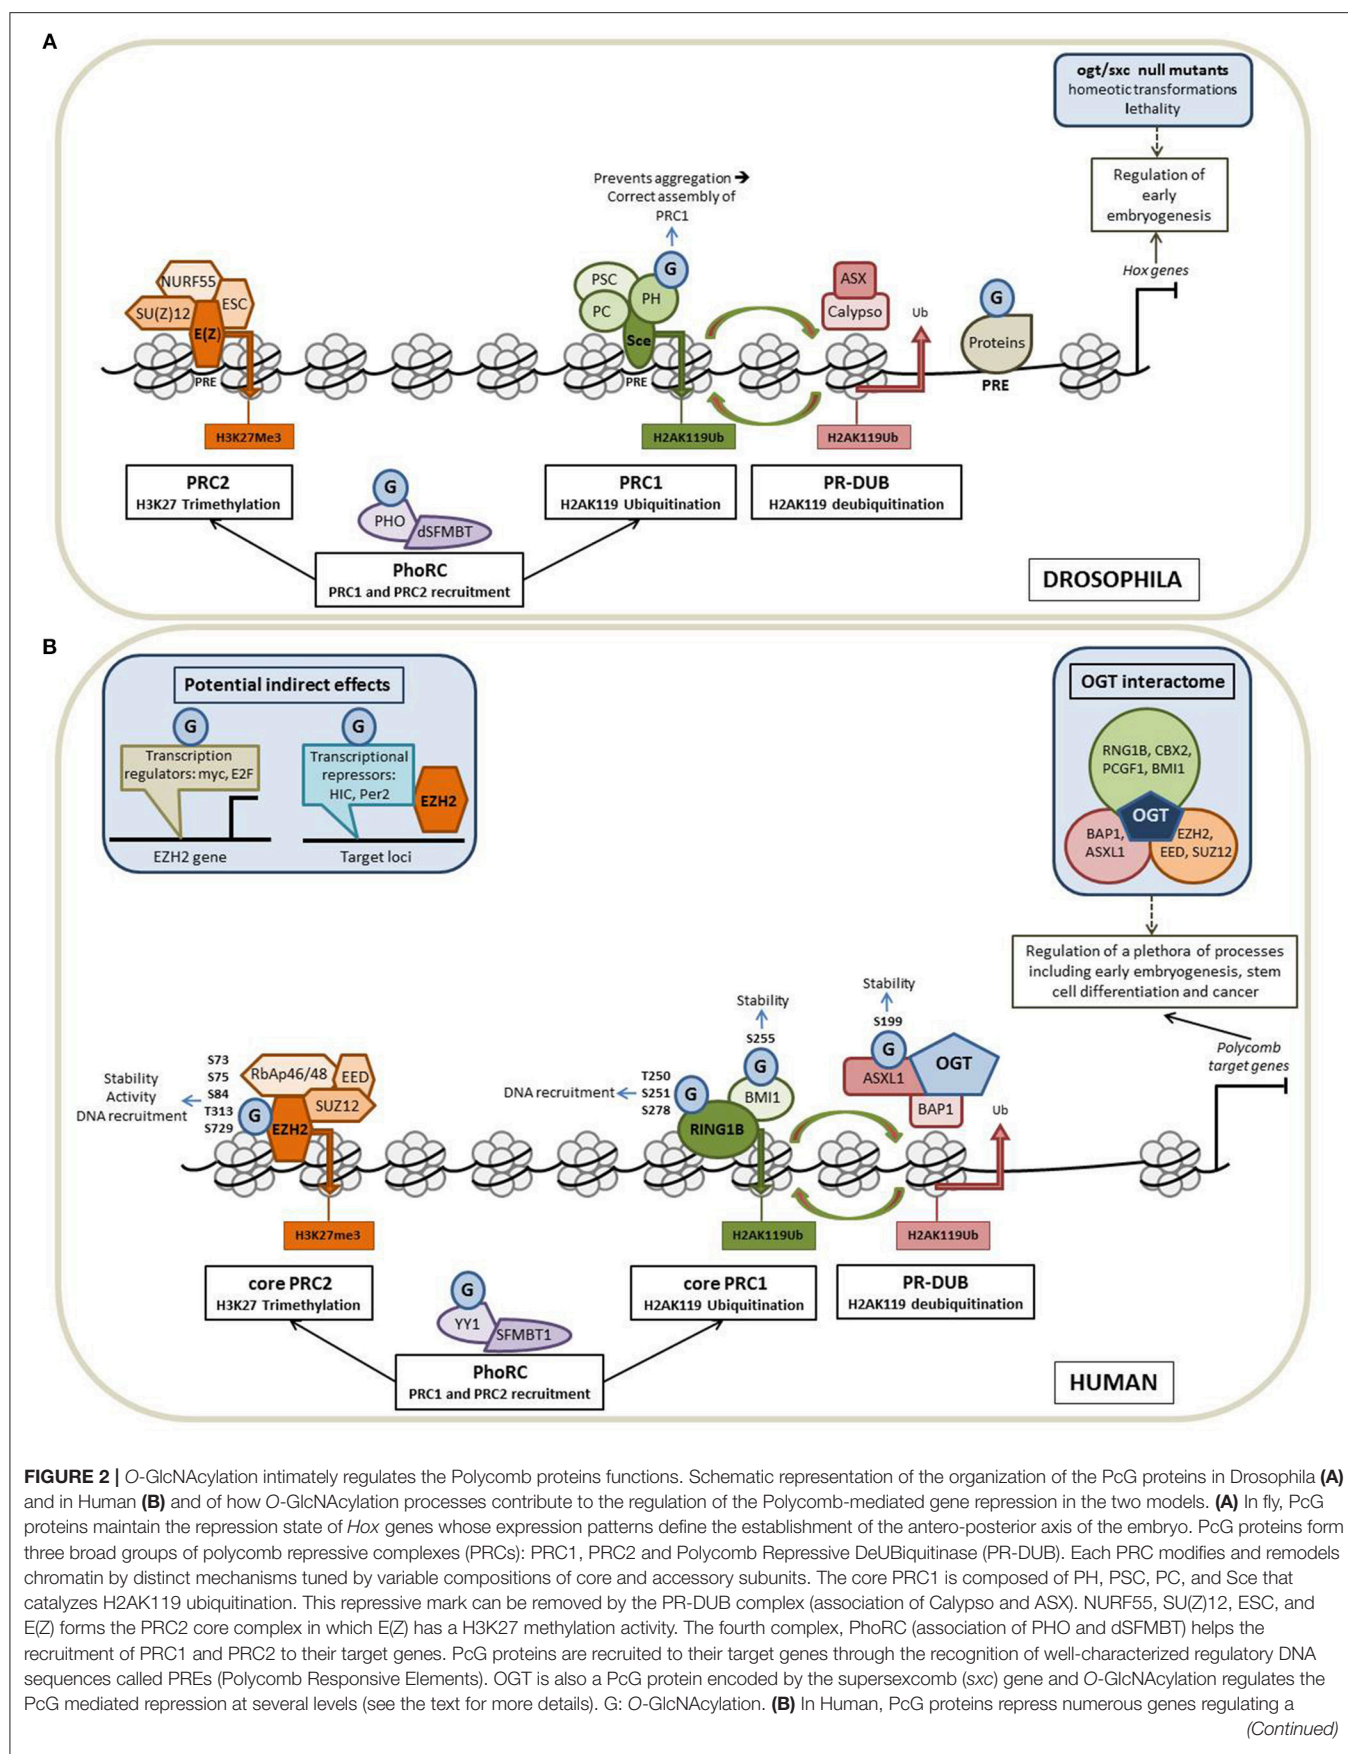 A
ogt/sxc null mutants
homeotic transformations
lethality
Regulation of
early
embryogenesis
Hox genes
Prevents aggregation ➔
Correct assembly of
PRC1
G
NURF55
ESC
SU(Z)12
E(Z)
PRE
H3K27Me3
PSC
PH
PC
Sce
PRE
H2AK119Ub
ASX
Calypso
Ub
H2AK119Ub
G
Proteins
PRE
PRC2
H3K27 Trimethylation
G
PHO
dSFMBT
PhoRC
PRC1 and PRC2 recruitment
PRC1
H2AK119 Ubiquitination
PR-DUB
H2AK119 deubiquitination
DROSOPHILA
B
Potential indirect effects
G
Transcription
regulators: myc, E2F
EZH2 gene
G
Transcriptional
repressors:
HIC, Per2
EZH2
Target loci
OGT interactome
RNG1B, CBX2,
PCGF1, BMI1
OGT
BAP1,
ASXL1
EZH2,
EED, SUZ12
Regulation of a plethora of processes
including early embryogenesis, stem
cell differentiation and cancer
Polycomb
target genes
Stability
Activity
DNA recruitment
S73
S75
S84
T313
S729
G
RbAp46/48
EED
SUZ12
EZH2
H3K27me3
DNA recruitment
T250
S251
S278
G
RING1B
Stability
S255
G
BMI1
H2AK119Ub
Stability
S199
G
ASXL1
OGT
BAP1
Ub
H2AK119Ub
core PRC2
H3K27 Trimethylation
G
YY1
SFMBT1
PhoRC
PRC1 and PRC2 recruitment
core PRC1
H2AK119 Ubiquitination
PR-DUB
H2AK119 deubiquitination
HUMAN
FIGURE 2 | O-GlcNAcylation intimately regulates the Polycomb proteins functions. Schematic representation of the organization of the PcG proteins in Drosophila (A)
and in Human (B) and of how O-GlcNAcylation processes contribute to the regulation of the Polycomb-mediated gene repression in the two models. (A) In fly, PcG
proteins maintain the repression state of Hox genes whose expression patterns define the establishment of the antero-posterior axis of the embryo. PcG proteins form
three broad groups of polycomb repressive complexes (PRCs): PRC1, PRC2 and Polycomb Repressive DeUBiquitinase (PR-DUB). Each PRC modifies and remodels
chromatin by distinct mechanisms tuned by variable compositions of core and accessory subunits. The core PRC1 is composed of PH, PSC, PC, and Sce that
catalyzes H2AK119 ubiquitination. This repressive mark can be removed by the PR-DUB complex (association of Calypso and ASX). NURF55, SU(Z)12, ESC, and
E(Z) forms the PRC2 core complex in which E(Z) has a H3K27 methylation activity. The fourth complex, PhoRC (association of PHO and dSFMBT) helps the
recruitment of PRC1 and PRC2 to their target genes. PcG proteins are recruited to their target genes through the recognition of well-characterized regulatory DNA
sequences called PREs (Polycomb Responsive Elements). OGT is also a PcG protein encoded by the supersexcomb (sxc) gene and O-GlcNAcylation regulates the
PcG mediated repression at several levels (see the text for more details). G: O-GlcNAcylation. (B) In Human, PcG proteins repress numerous genes regulating a
(Continued)